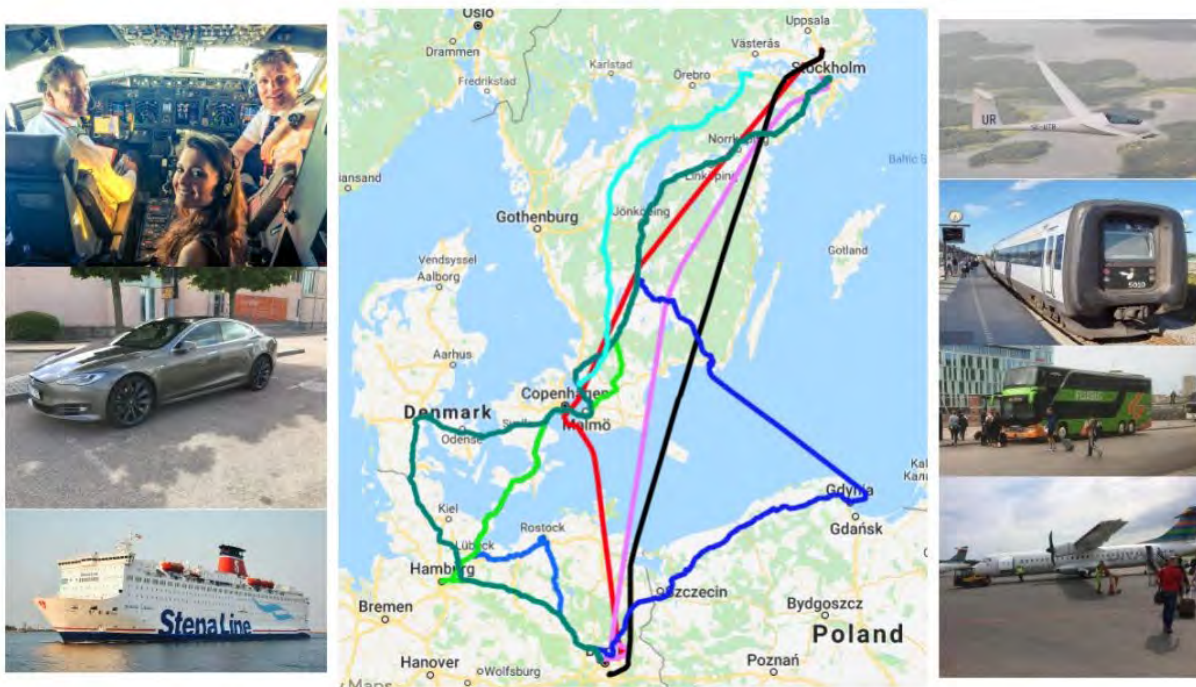 Oslo
Uppsala
Drammen
Västerås
Karlstad
Örebro
Stockholm
Fredrikstad
Norrköping
Linköping
Baltic S
iansand
Jönköping
Gothenburg
Gotland
Vendsyssel
Aalborg
Aarhus
Copenhagen
Denmark
Malmö
Odense
Gdynia
Gdańsk
Kiel
Rostock
Lübeck
Hamburg
Szczecin
Bremen
Bydgoszcz
Poland
Hanover
Wolfsburg
Poznań
Maps
UR
Stena Line